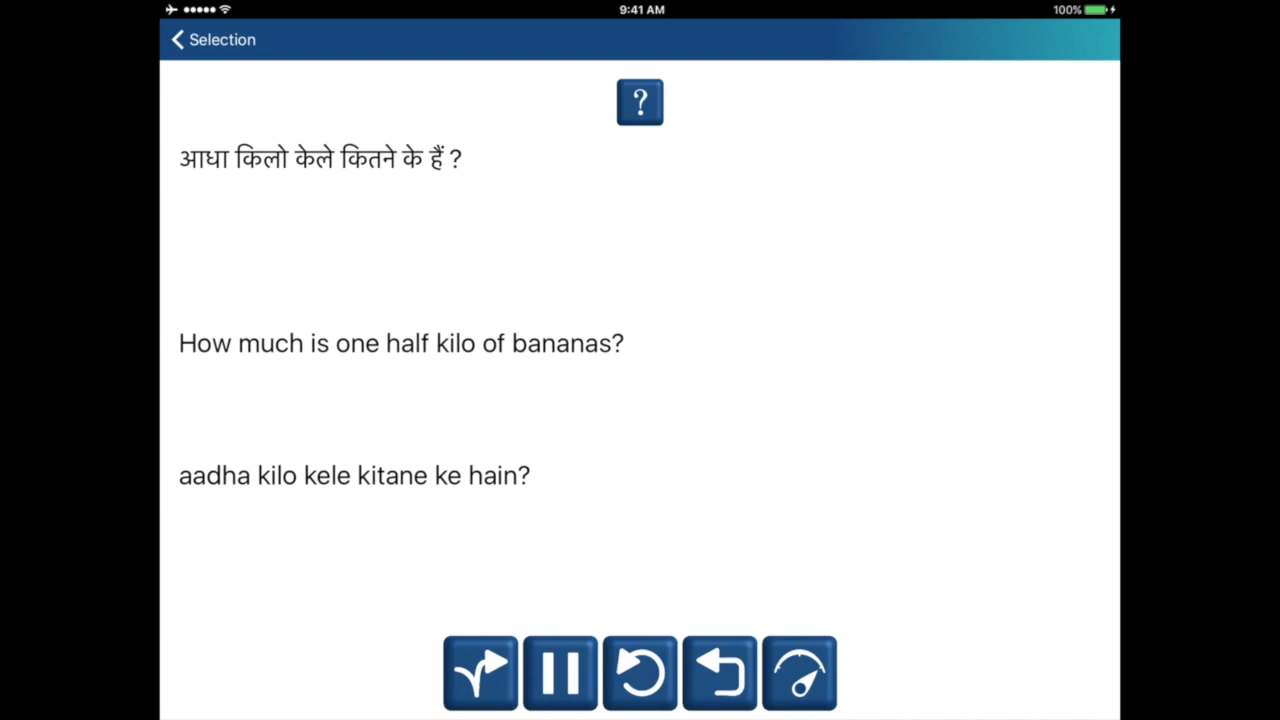 9:41 AM
100%
Selection
?
आधा किलो केले कितने के हैं ?
How much is one half kilo of bananas?
aadha kilo kele kitane ke hain?